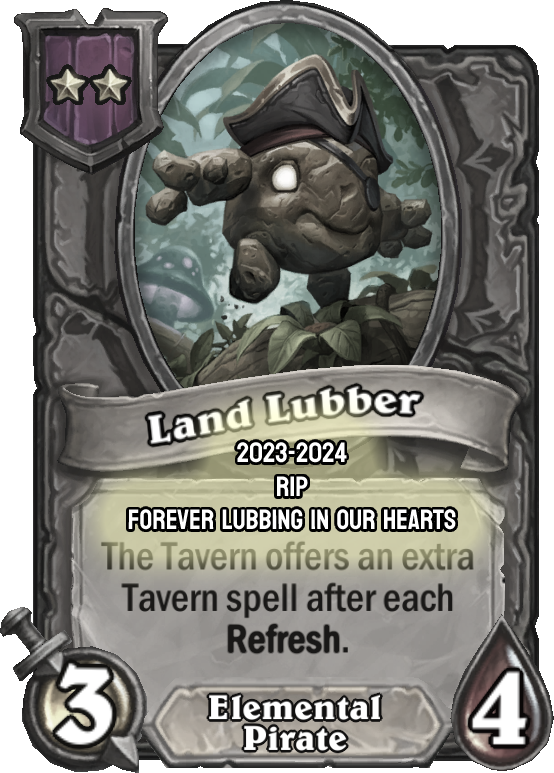 Land Lubber
2023-2024
RIP
FOREVER LUBBING IN OUR HEARTS
The Tavern offers an extra
Tavern spell after each
Refresh.
3
Elemental
Pirate
4